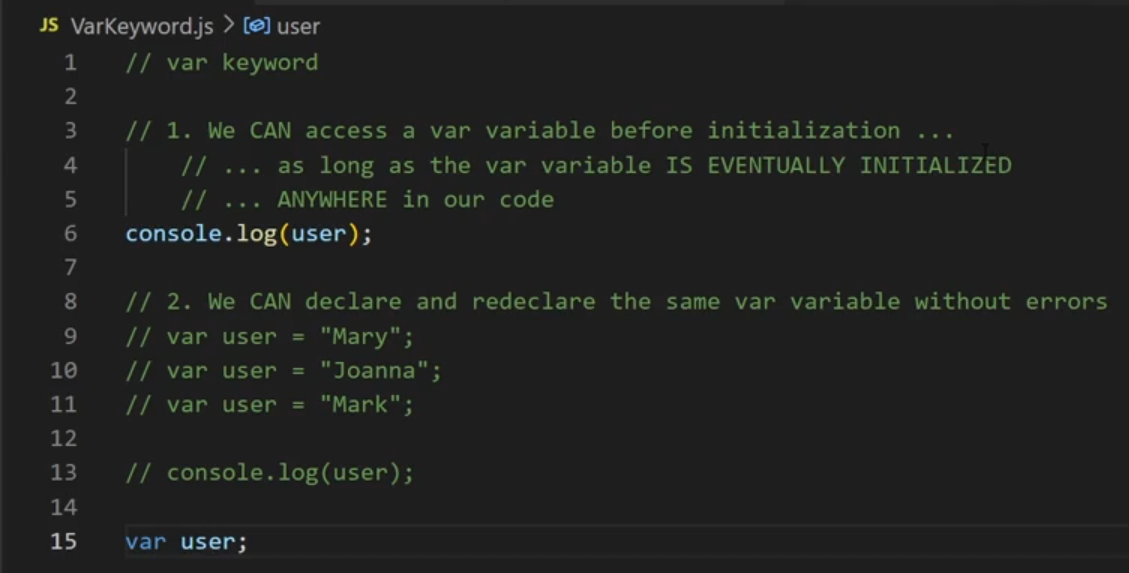 JS VarKeyword.js > user
1 // var keyword
2
3 // 1. We CAN access a var variable before initialization ...
4 // ... as long as the var variable IS EVENTUALLY INITIALIZED
5 // ... ANYWHERE in our code
6 console.log(user);
7
8 // 2. We CAN declare and redeclare the same var variable without errors
9 // var user = "Mary";
10 // var user = "Joanna";
11 // var user = "Mark";
12
13 // console.log(user);
14
15 var user;